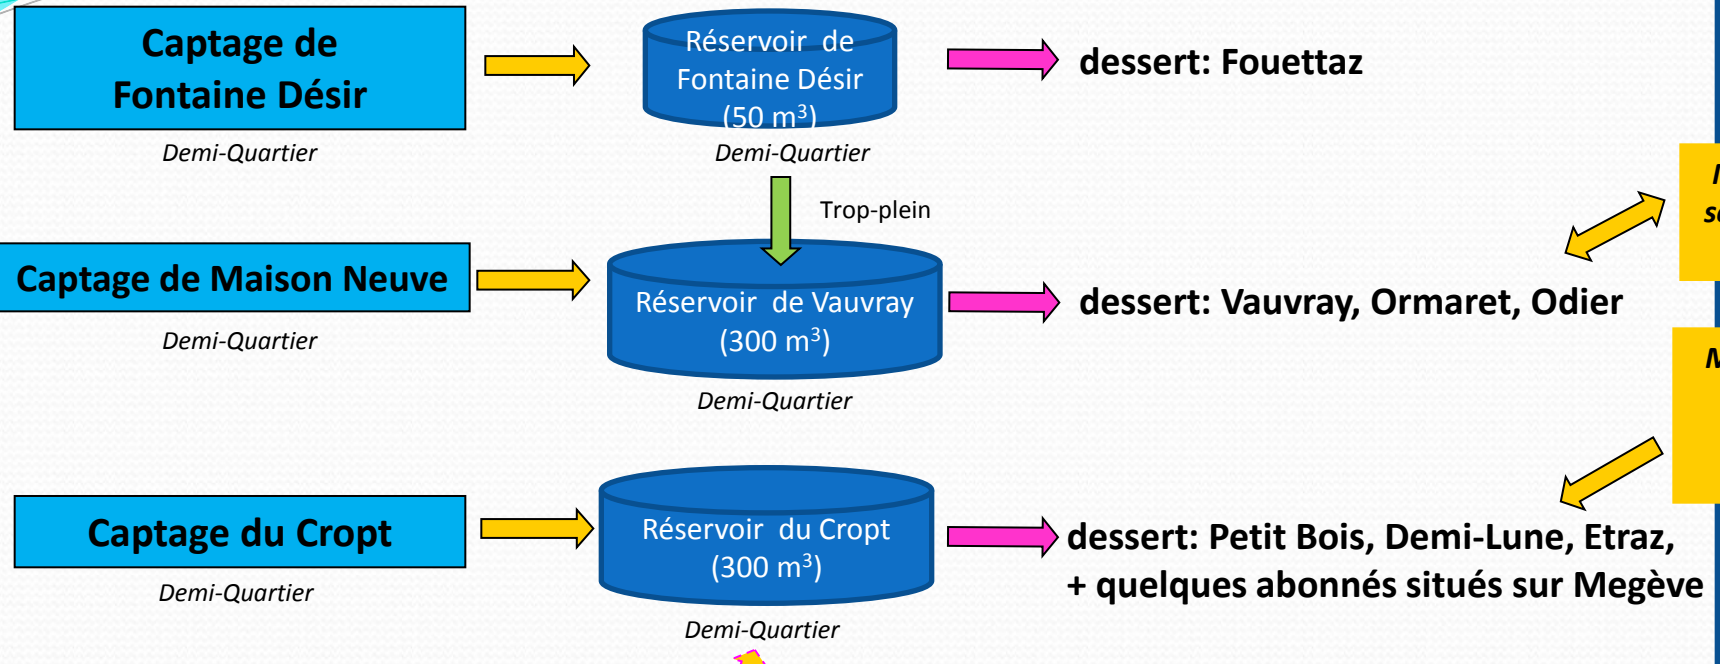 Captage de
Fontaine Désir
Demi-Quartier
Réservoir de
Fontaine Désir
(50 m³)
Demi-Quartier
dessert: Fouettaz
Trop-plein
Captage de Maison Neuve
Demi-Quartier
Réservoir de Vauvray
(300 m³)
Demi-Quartier
dessert: Vauvray, Ormaret, Odier
Captage du Cropt
Demi-Quartier
Réservoir du Cropt
(300 m³)
Demi-Quartier
dessert: Petit Bois, Demi-Lune, Etraz,
+ quelques abonnés situés sur Megève